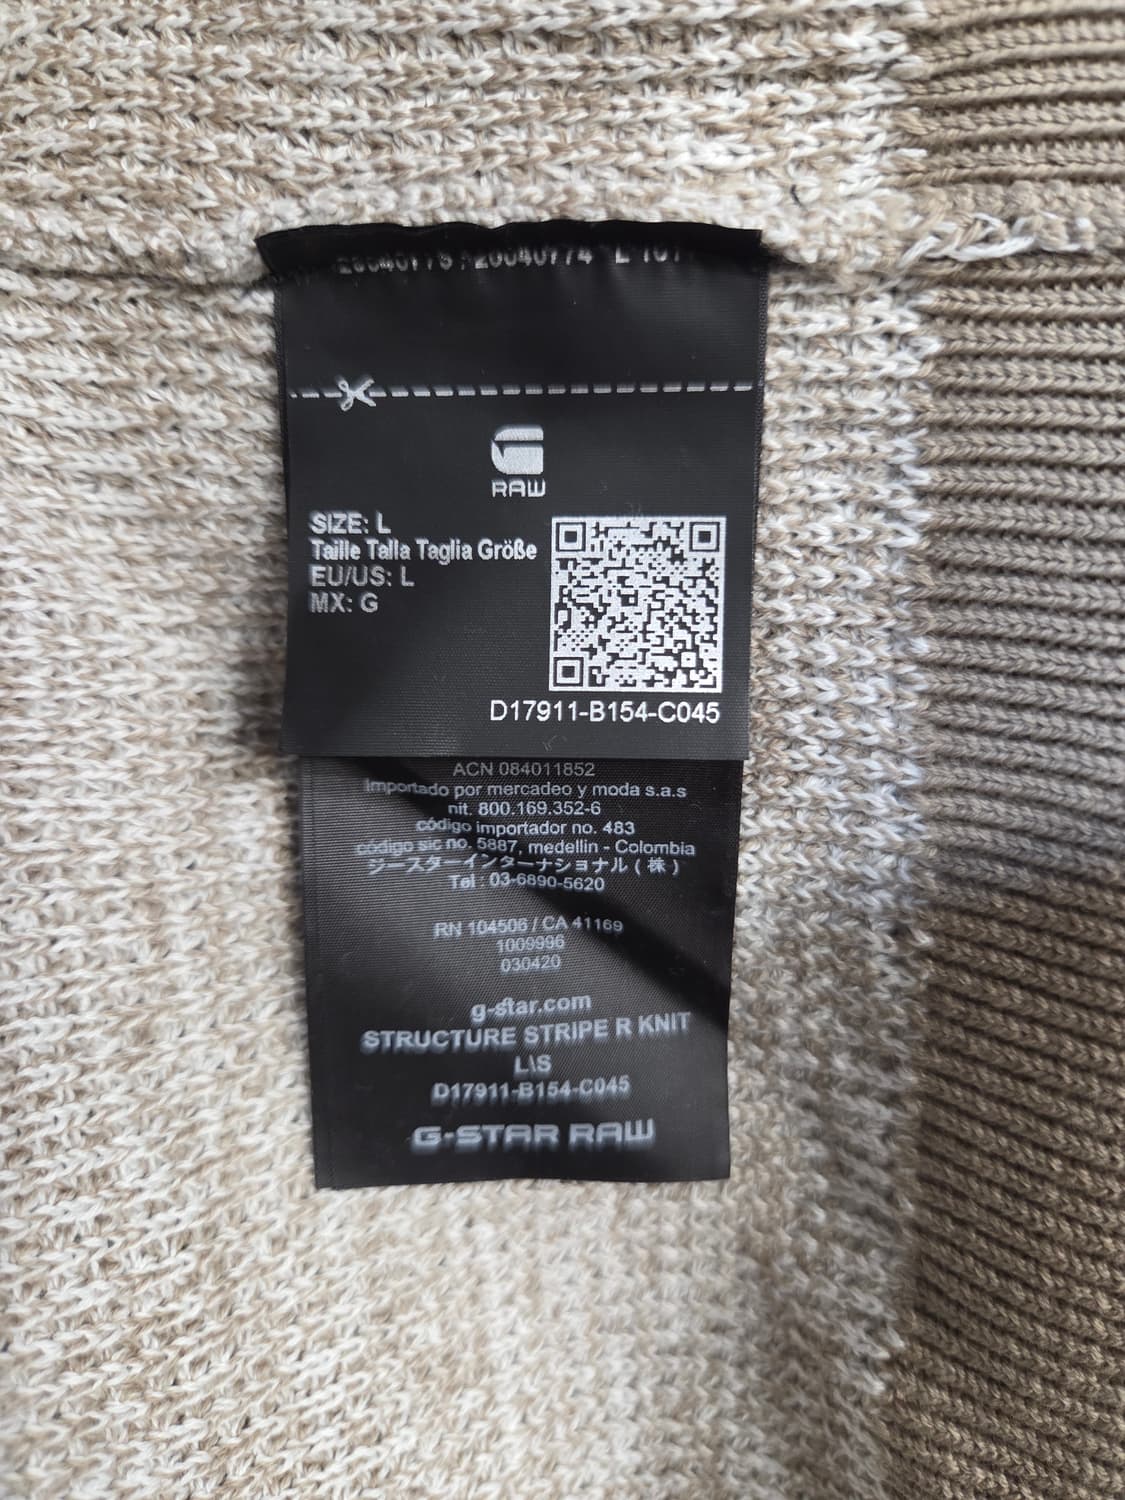 RAW
SIZE: L
Taille Talla Taglia Größe
EU/US: L
MX: G
D17911-B154-C045
ACN 084011852
Importado por mercadeo y moda s.a.s
nit. 800.169.352-6
código importador no. 483
código sic no. 5887, medellin - Colombia
ジースターインターナショナル(株)
Tel : 03-6890-5620
RN 104506 / CA 41169
1009996
030420
g-star.com
STRUCTURE STRIPE R KNIT
L\S
D17911-B154-C045
G-STAR RAW